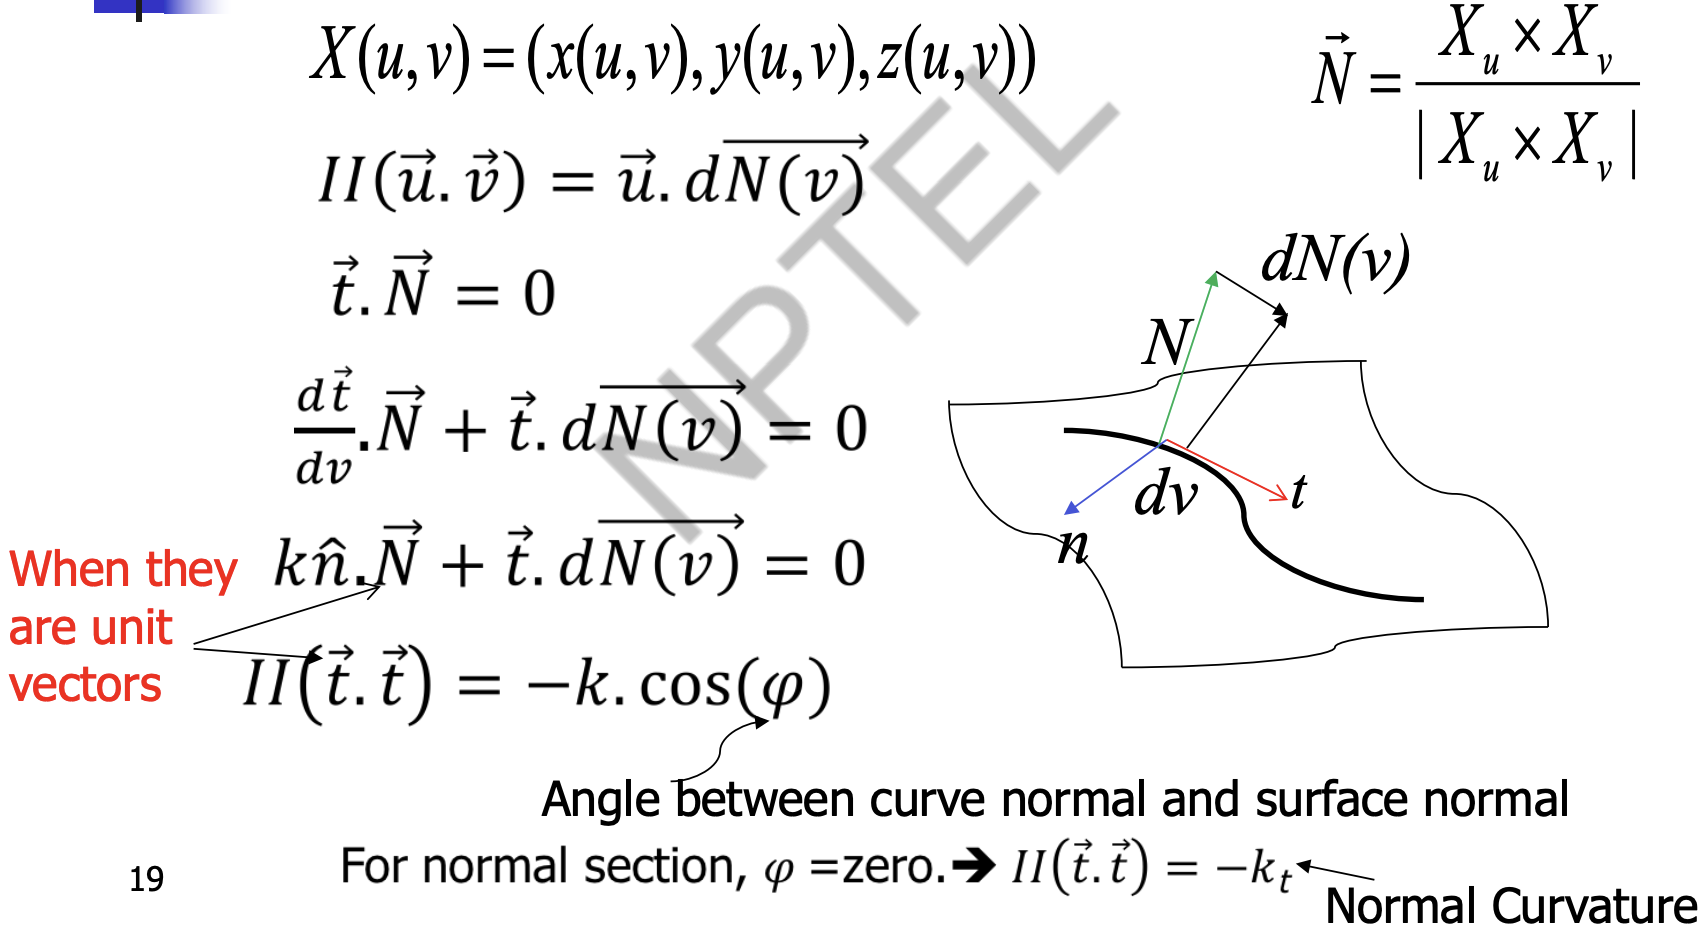 X(u,v) = (x(u,v), y(u,v), z(u,v))
N⃗ = (X_u × X_v) / |X_u × X_v|
II(u⃗. v⃗) = u⃗. dN(v)⃗
t⃗. N⃗ = 0
dt⃗/dv . N⃗ + t⃗. dN(v)⃗ = 0
kn̂. N⃗ + t⃗. dN(v)⃗ = 0
When they
are unit
vectors
II(t⃗. t⃗) = −k. cos(φ)
dN(v)
N
dv
t
n
NPTEL
Angle between curve normal and surface normal
For normal section, φ =zero.➔ II(t⃗. t⃗) = −k_t
Normal Curvature
19